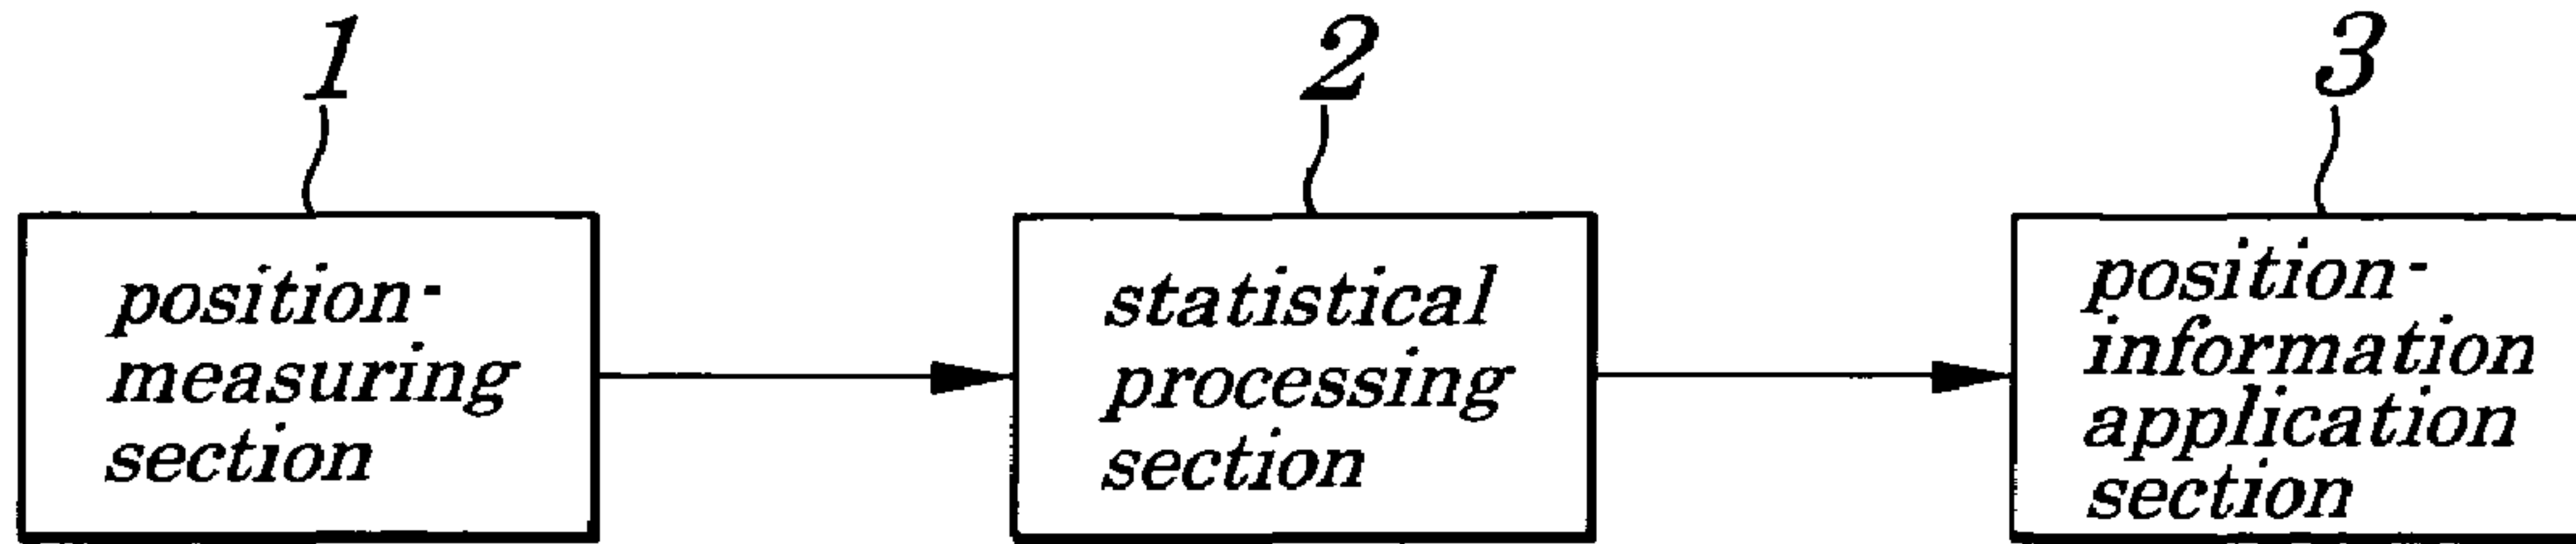 1
2
3
position-
measuring
section
statistical
processing
section
position-
information
application
section